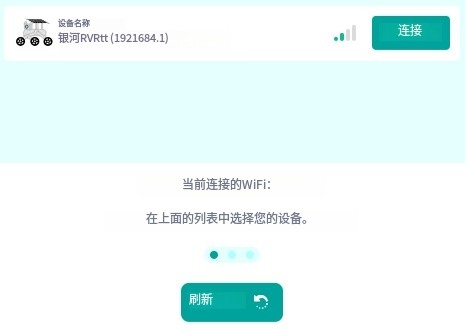 设备名称
银河RVRtt (1921684.1)
连接
当前连接的WiFi：
在上面的列表中选择您的设备。
刷新